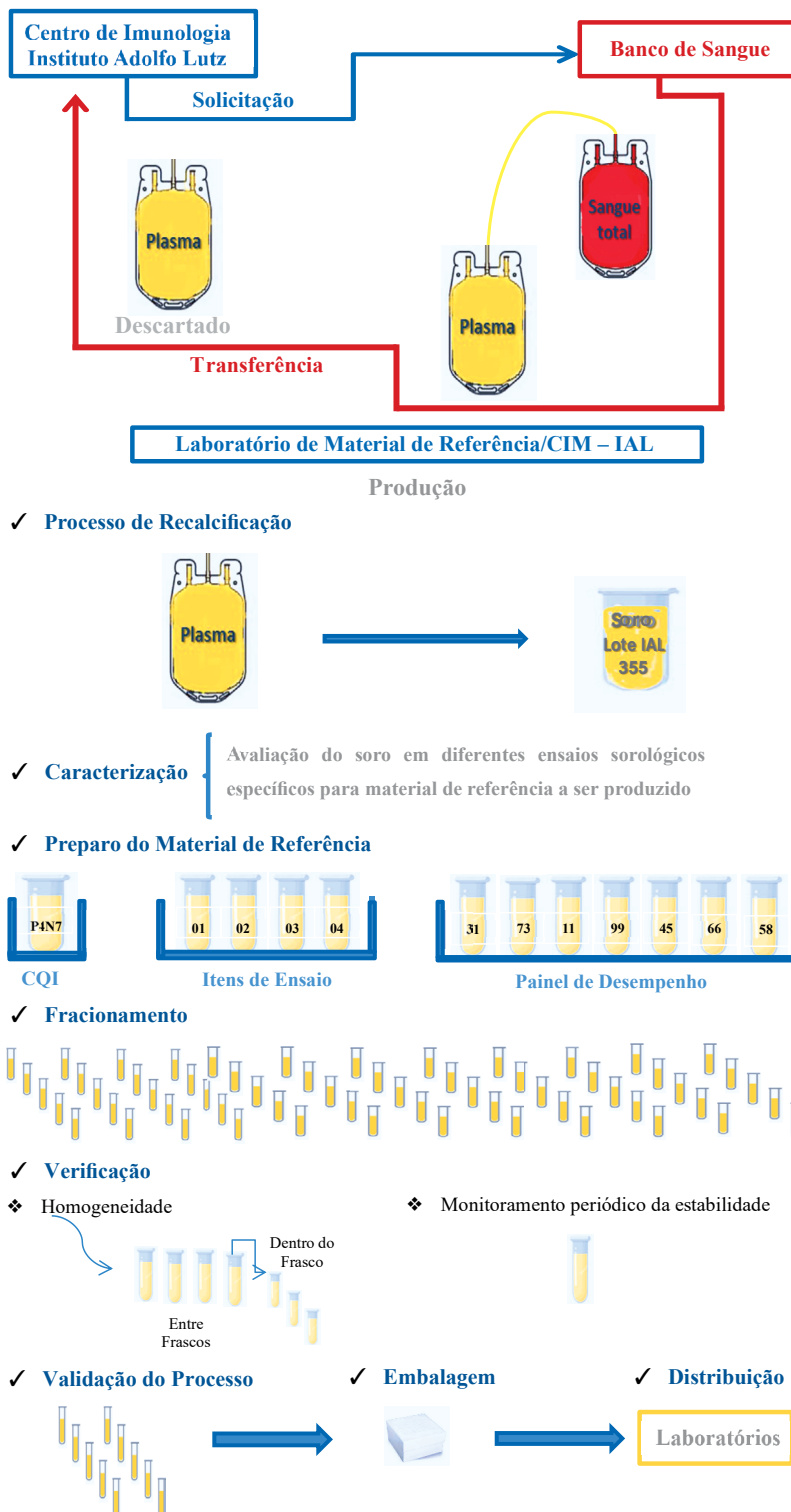 Centro de Imunologia
Instituto Adolfo Lutz
Banco de Sangue
Solicitação
Sangue
total
Plasma
Plasma
Descartado
Transferência
Laboratório de Material de Referência/CIM – IAL
Produção
✓ Processo de Recalcificação
Plasma
Soro
Lote IAL
355
✓ Caracterização
Avaliação do soro em diferentes ensaios sorológicos
específicos para material de referência a ser produzido
✓ Preparo do Material de Referência
P4N7
01 02 03 04
31 73 11 99 45 66 58
CQI
Itens de Ensaio
Painel de Desempenho
✓ Fracionamento
✓ Verificação
❖ Homogeneidade
❖ Monitoramento periódico da estabilidade
Dentro do
Frasco
Entre
Frascos
✓ Validação do Processo
✓ Embalagem
✓ Distribuição
Laboratórios